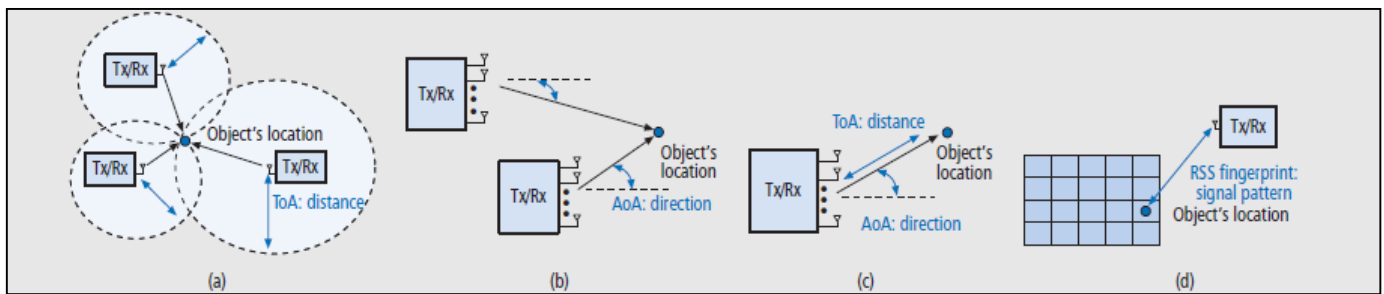 Tx/Rx
Object's location
Tx/Rx
Tx/Rx
ToA: distance
(a)
Tx/Rx
Object's
location
Tx/Rx
AoA: direction
(b)
ToA: distance
Object's
location
Tx/Rx
AoA: direction
(c)
Tx/Rx
RSS fingerprint:
signal pattern
Object's location
(d)